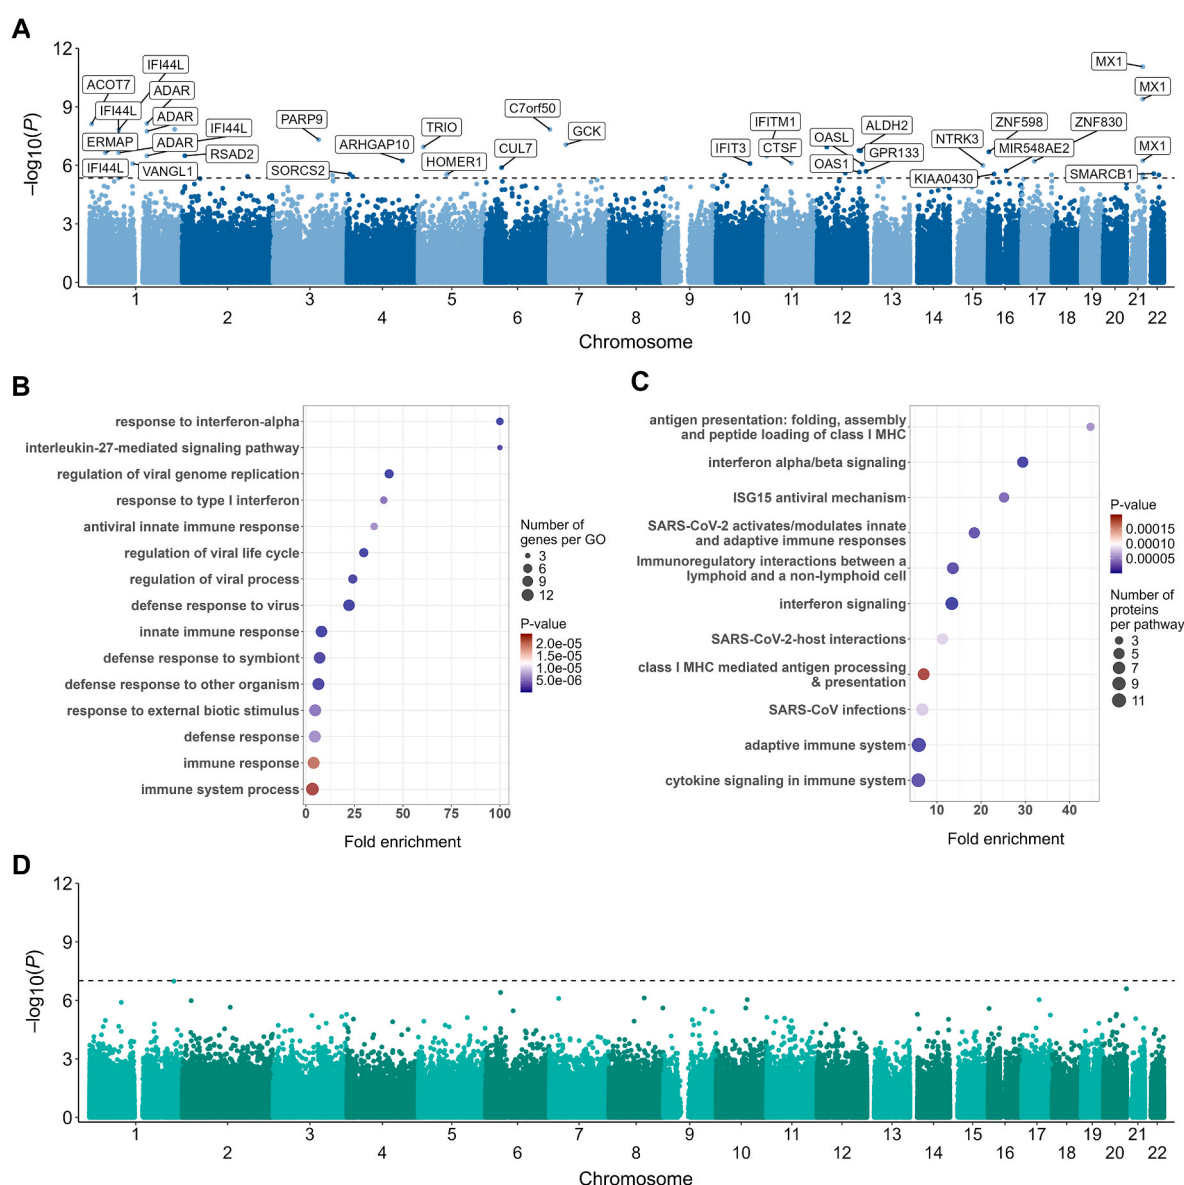 A
12
9
6
3
0
−log10(P)
IFI44L
ACOT7
ADAR
IFI44L
ADAR
ERMAP
ADAR
IFI44L
IFI44L
VANGL1
RSAD2
PARP9
SORCS2
ARHGAP10
TRIO
HOMER1
CUL7
C7orf50
GCK
IFITM1
IFIT3
CTSF
OASL
ALDH2
OAS1
GPR133
NTRK3
ZNF598
ZNF830
MIR548AE2
KIAA0430
MX1
MX1
MX1
SMARCB1
1
2
3
4
5
6
7
8
9
10
11
12
13
14
15
16
17
18
19
20
21
22
Chromosome
B
response to interferon-alpha
interleukin-27-mediated signaling pathway
regulation of viral genome replication
response to type I interferon
antiviral innate immune response
regulation of viral life cycle
regulation of viral process
defense response to virus
innate immune response
defense response to symbiont
defense response to other organism
response to external biotic stimulus
defense response
immune response
immune system process
0 25 50 75 100
Fold enrichment
Number of
genes per GO
3
6
9
12
P-value
2.0e-05
1.5e-05
1.0e-05
5.0e-06
C
antigen presentation: folding, assembly
and peptide loading of class I MHC
interferon alpha/beta signaling
ISG15 antiviral mechanism
SARS-CoV-2 activates/modulates innate
and adaptive immune responses
Immunoregulatory interactions between a
lymphoid and a non-lymphoid cell
interferon signaling
SARS-CoV-2-host interactions
class I MHC mediated antigen processing
& presentation
SARS-CoV infections
adaptive immune system
cytokine signaling in immune system
10 20 30 40
Fold enrichment
P-value
0.00015
0.00010
0.00005
Number of
proteins
per pathway
3
5
7
9
11
D
12
9
6
3
0
−log10(P)
1
2
3
4
5
6
7
8
9
10
11
12
13
14
15
16
17
18
19
20
21
22
Chromosome